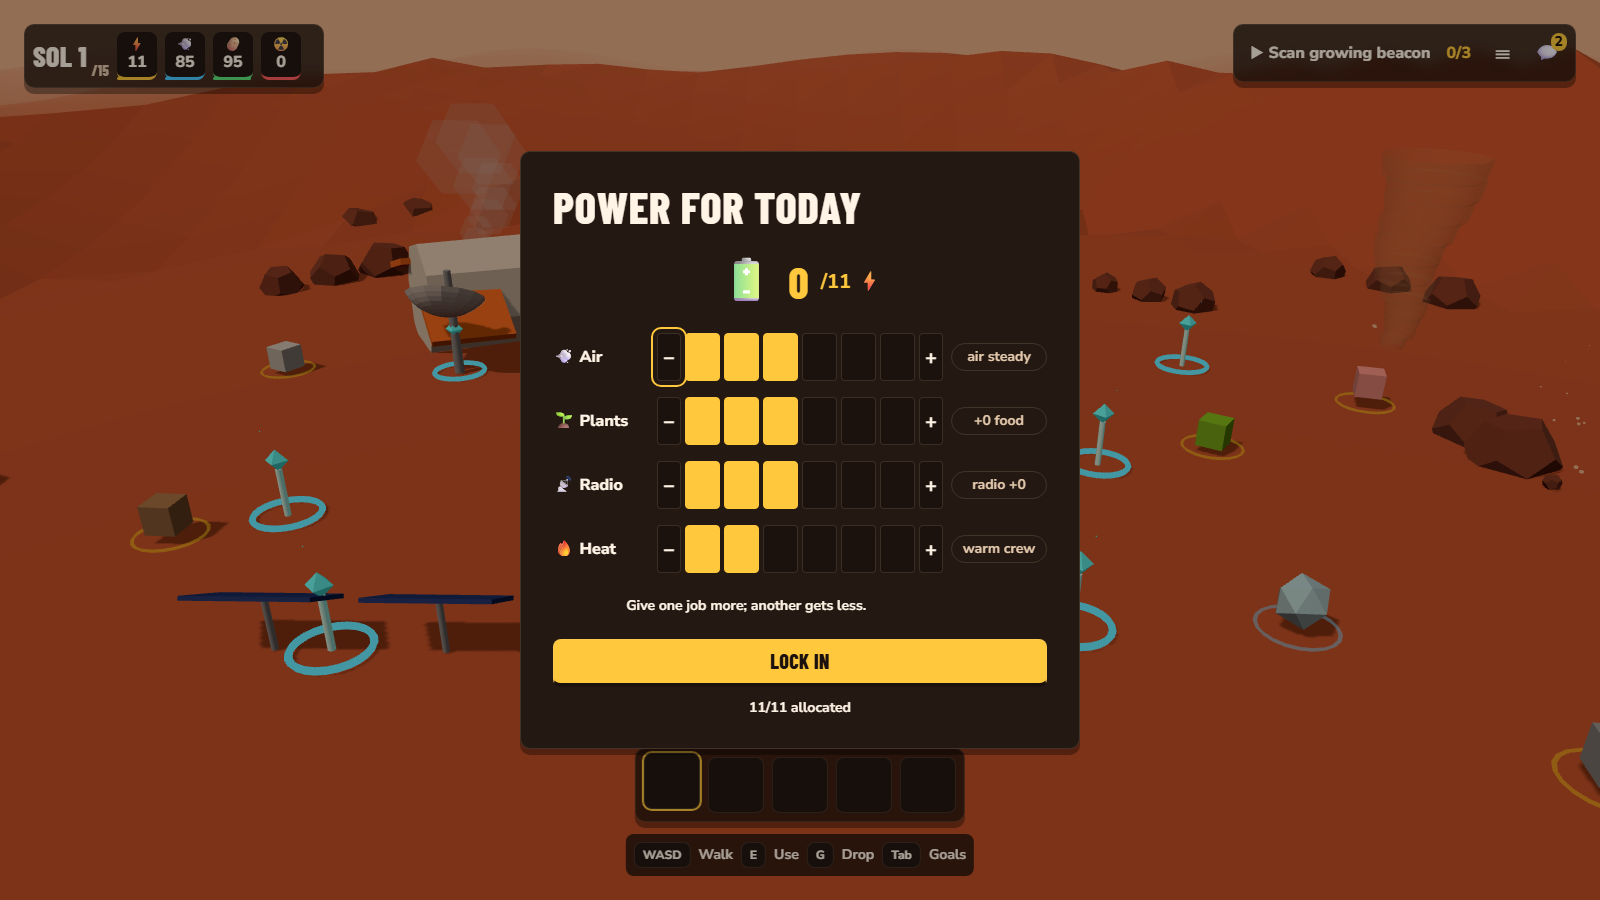 SOL 1 /15
11 85 95 0
▶ Scan growing beacon 0/3
2
POWER FOR TODAY
0 /11
Air − + air steady
Plants − + +0 food
Radio − + radio +0
Heat − + warm crew
Give one job more; another gets less.
LOCK IN
11/11 allocated
WASD Walk E Use G Drop Tab Goals